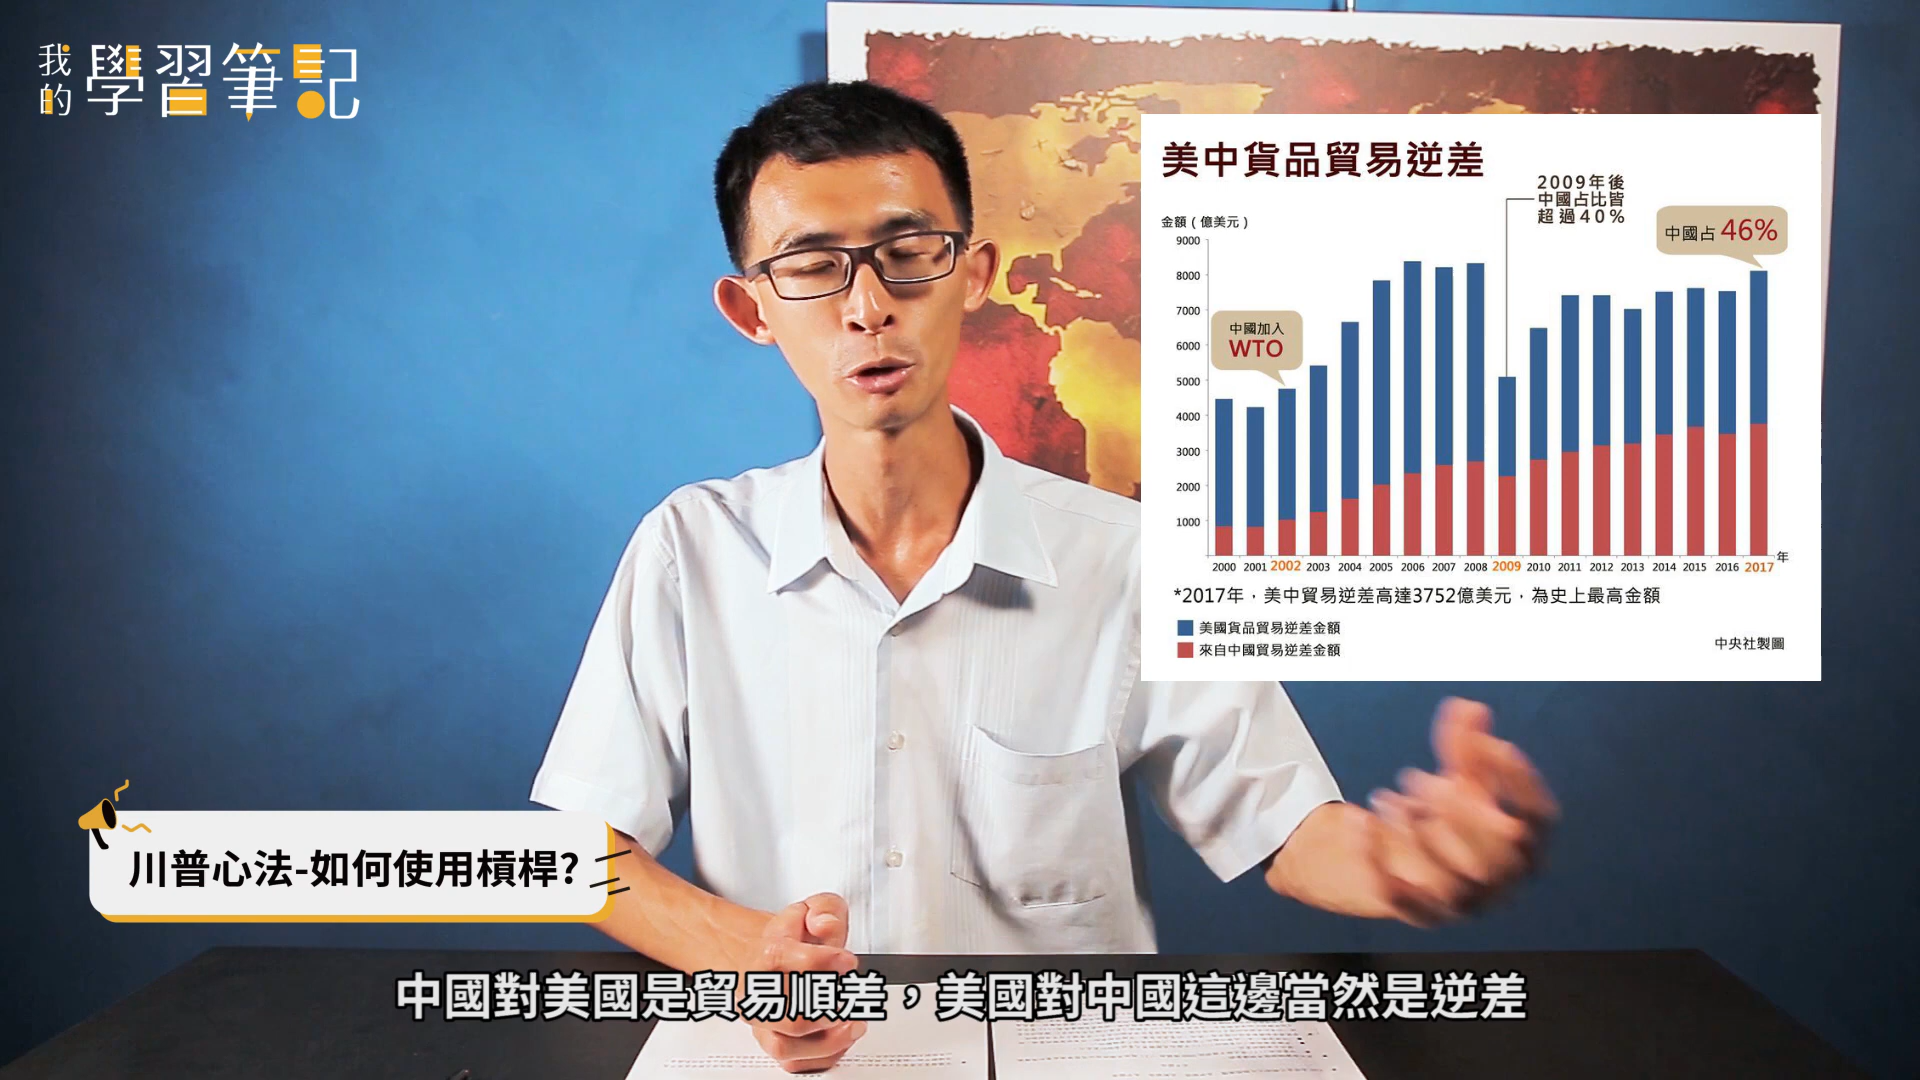 我的學習筆記
美中貨品貿易逆差
2009年後
中國占比皆
超過40%
金額(億美元)
中國占46%
中國加入
WTO
9000
8000
7000
6000
5000
4000
3000
2000
1000
2000 2001 2002 2003 2004 2005 2006 2007 2008 2009 2010 2011 2012 2013 2014 2015 2016 2017 年
*2017年，美中貿易逆差高達3752億美元，為史上最高金額
美國貨品貿易逆差金額
來自中國貿易逆差金額
中央社製圖
川普心法-如何使用槓桿?
中國對美國是貿易順差，美國對中國這邊當然是逆差